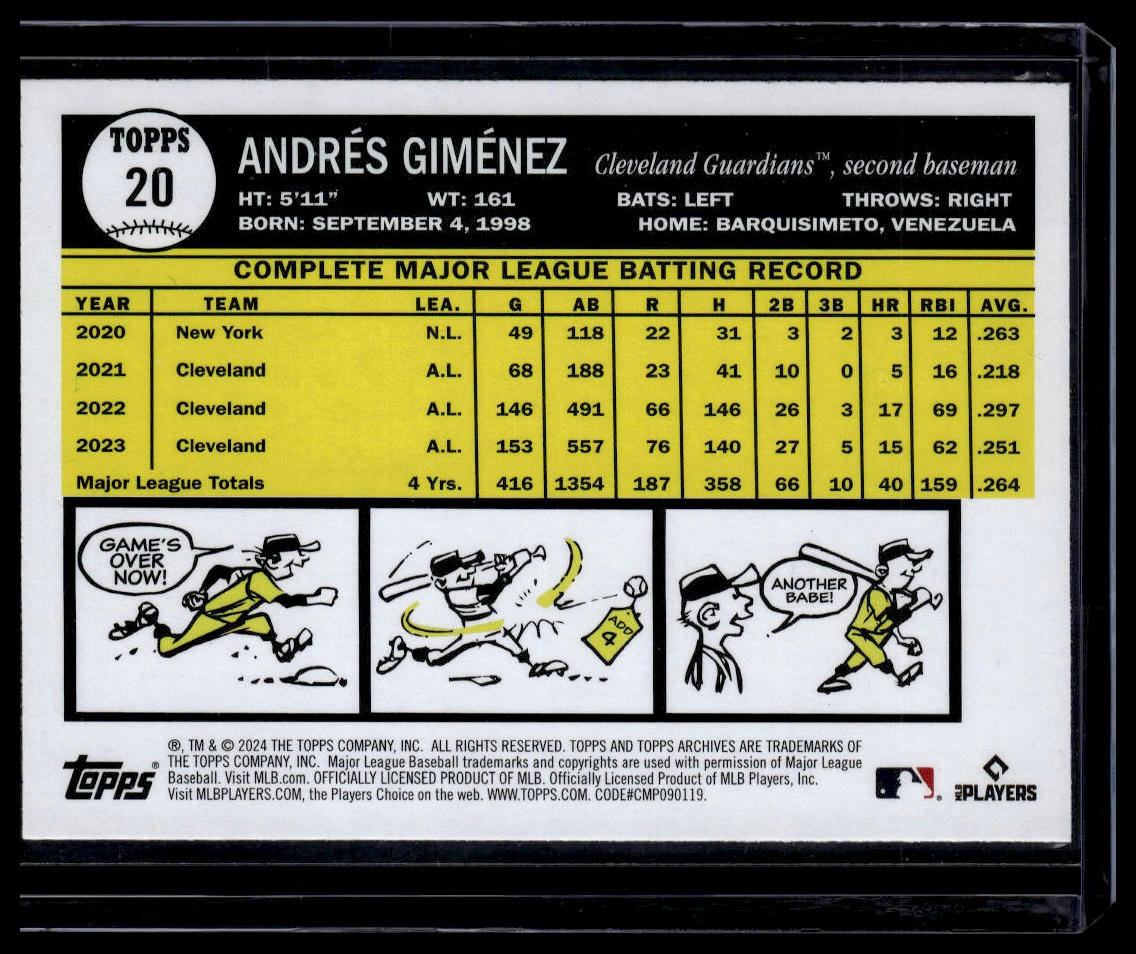 TOPPS
20
ANDRÉS GIMÉNEZ Cleveland Guardians™, second baseman
HT: 5'11" WT: 161 BATS: LEFT THROWS: RIGHT
BORN: SEPTEMBER 4, 1998 HOME: BARQUISIMETO, VENEZUELA
COMPLETE MAJOR LEAGUE BATTING RECORD
YEAR TEAM LEA. G AB R H 2B 3B HR RBI AVG.
2020 New York N.L. 49 118 22 31 3 2 3 12 .263
2021 Cleveland A.L. 68 188 23 41 10 0 5 16 .218
2022 Cleveland A.L. 146 491 66 146 26 3 17 69 .297
2023 Cleveland A.L. 153 557 76 140 27 5 15 62 .251
Major League Totals 4 Yrs. 416 1354 187 358 66 10 40 159 .264
GAME'S
OVER
NOW!
ADD
4
ANOTHER
BABE!
®, TM & © 2024 THE TOPPS COMPANY, INC. ALL RIGHTS RESERVED. TOPPS AND TOPPS ARCHIVES ARE TRADEMARKS OF
THE TOPPS COMPANY, INC. Major League Baseball trademarks and copyrights are used with permission of Major League
Baseball. Visit MLB.com. OFFICIALLY LICENSED PRODUCT OF MLB. Officially Licensed Product of MLB Players, Inc.
Visit MLBPLAYERS.COM, the Players Choice on the web. WWW.TOPPS.COM. CODE#CMP090119.
Topps®
MLB PLAYERS